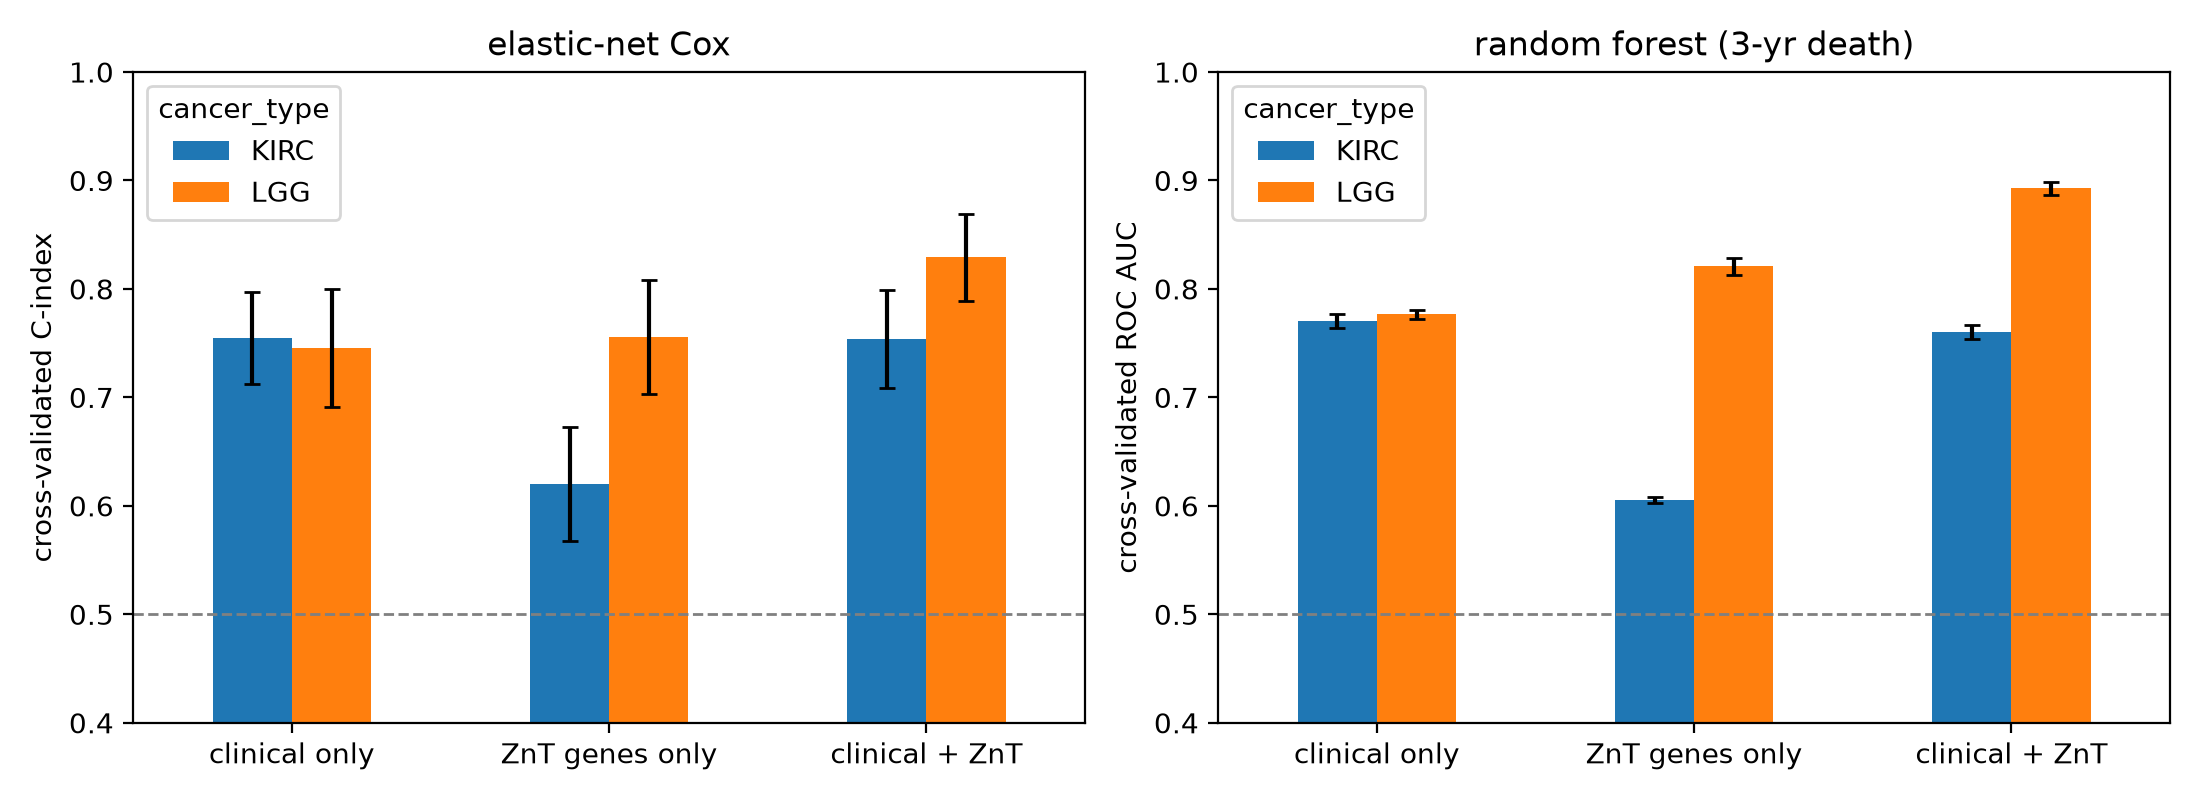 elastic-net Cox
cross-validated C-index
1.0
0.9
0.8
0.7
0.6
0.5
0.4
cancer_type
KIRC
LGG
clinical only
ZnT genes only
clinical + ZnT
random forest (3-yr death)
cross-validated ROC AUC
1.0
0.9
0.8
0.7
0.6
0.5
0.4
cancer_type
KIRC
LGG
clinical only
ZnT genes only
clinical + ZnT